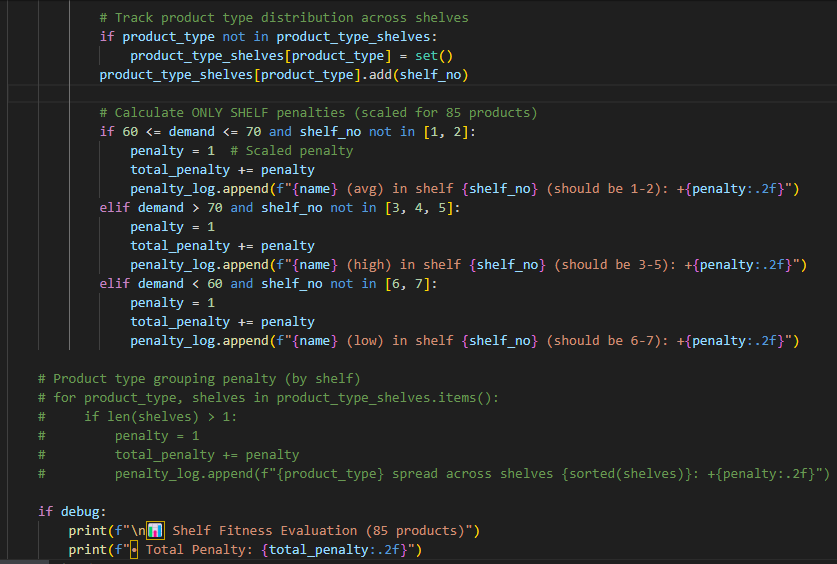 # Track product type distribution across shelves
if product_type not in product_type_shelves:
product_type_shelves[product_type] = set()
product_type_shelves[product_type].add(shelf_no)
# Calculate ONLY SHELF penalties (scaled for 85 products)
if 60 <= demand <= 70 and shelf_no not in [1, 2]:
penalty = 1  # Scaled penalty
total_penalty += penalty
penalty_log.append(f"{name} (avg) in shelf {shelf_no} (should be 1-2): +{penalty:.2f}")
elif demand > 70 and shelf_no not in [3, 4, 5]:
penalty = 1
total_penalty += penalty
penalty_log.append(f"{name} (high) in shelf {shelf_no} (should be 3-5): +{penalty:.2f}")
elif demand < 60 and shelf_no not in [6, 7]:
penalty = 1
total_penalty += penalty
penalty_log.append(f"{name} (low) in shelf {shelf_no} (should be 6-7): +{penalty:.2f}")
# Product type grouping penalty (by shelf)
# for product_type, shelves in product_type_shelves.items():
#     if len(shelves) > 1:
#         penalty = 1
#         total_penalty += penalty
#         penalty_log.append(f"{product_type} spread across shelves {sorted(shelves)}: +{penalty:.2f}")
if debug:
print(f"\n📊 Shelf Fitness Evaluation (85 products)")
print(f"• Total Penalty: {total_penalty:.2f}")